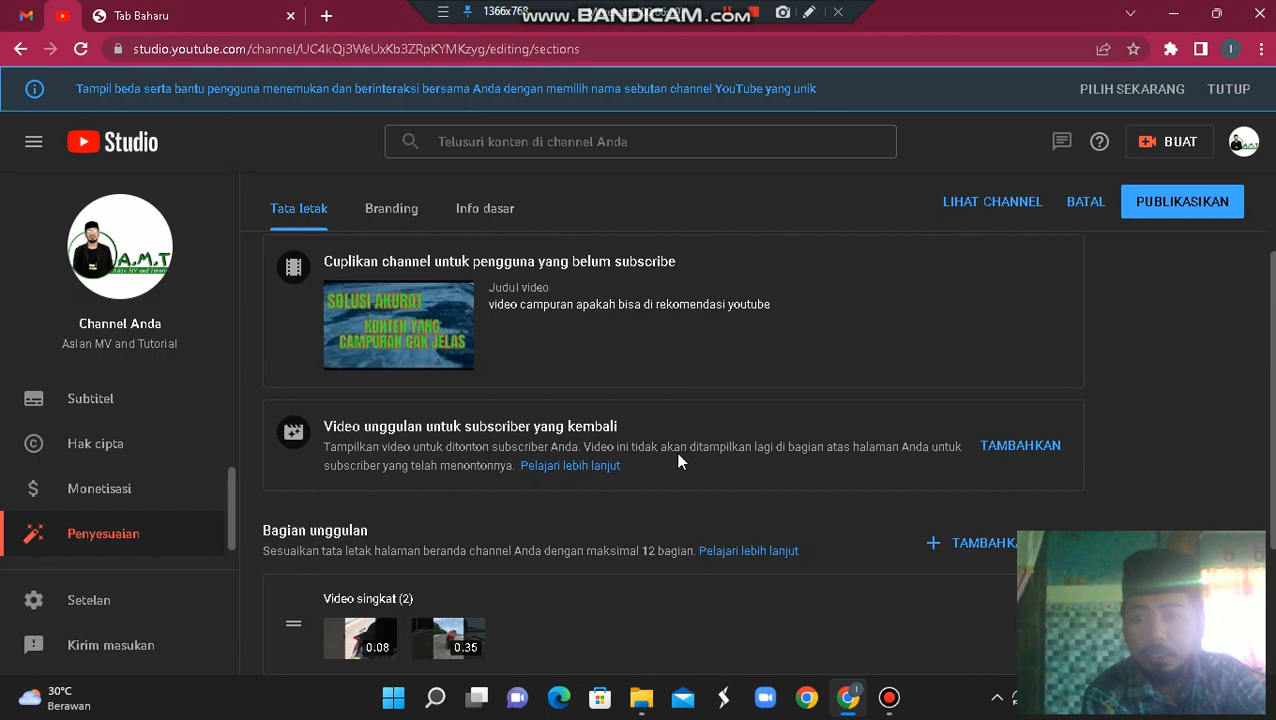 Tab Baharu
1366x768
www.BANDICAM.com
studio.youtube.com/channel/UC4kQj3WeUxKb3ZRpKYMKzyg/editing/sections
I
Tampil beda serta bantu pengguna menemukan dan berinteraksi bersama Anda dengan memilih nama sebutan channel YouTube yang unik
PILIH SEKARANG
TUTUP
Studio
Telusuri konten di channel Anda
BUAT
Tata letak
Branding
Info dasar
LIHAT CHANNEL
BATAL
PUBLIKASIKAN
A.M.T
Aslan MV and Tutorial
Channel Anda
Aslan MV and Tutorial
Subtitel
Hak cipta
Monetisasi
Penyesuaian
Setelan
Kirim masukan
Cuplikan channel untuk pengguna yang belum subscribe
SOLUSI AKURAT
KONTEN YANG
CAMPURAN GAK JELAS
Judul video
video campuran apakah bisa di rekomendasi youtube
Video unggulan untuk subscriber yang kembali
Tampilkan video untuk ditonton subscriber Anda. Video ini tidak akan ditampilkan lagi di bagian atas halaman Anda untuk
subscriber yang telah menontonnya. Pelajari lebih lanjut
TAMBAHKAN
Bagian unggulan
Sesuaikan tata letak halaman beranda channel Anda dengan maksimal 12 bagian. Pelajari lebih lanjut
+ TAMBAHK
Video singkat (2)
0.08
0.35
30°C
Berawan